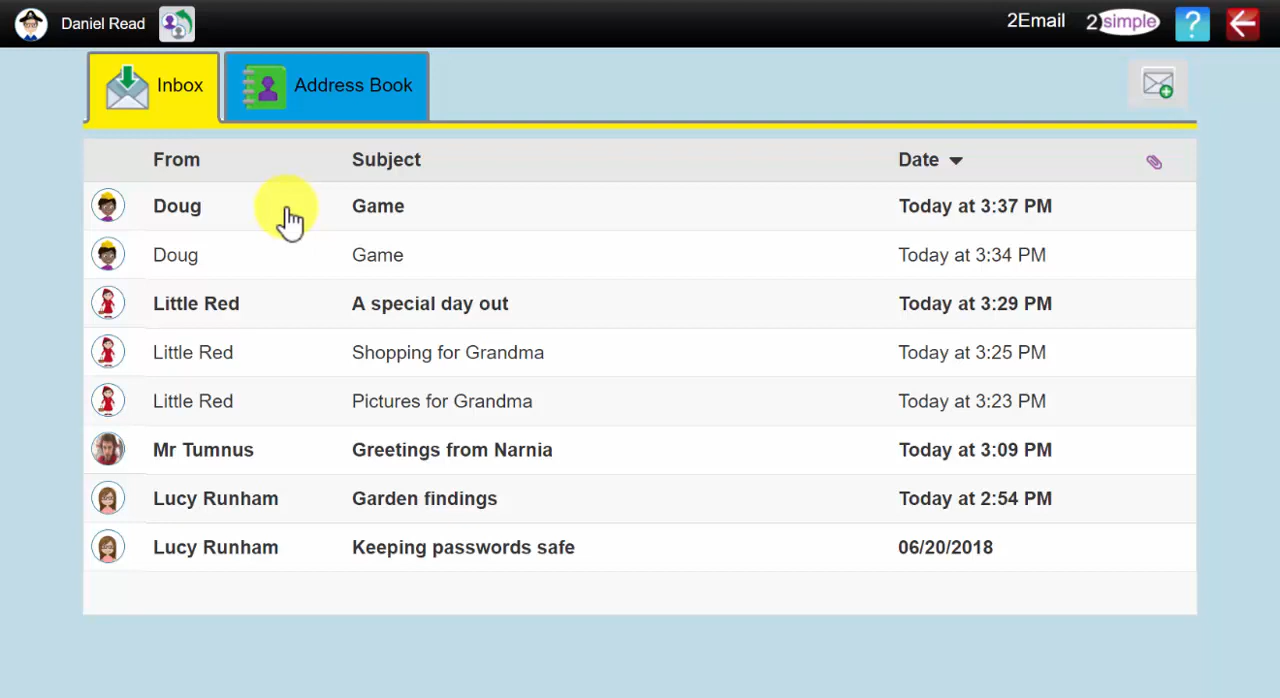 Daniel Read 2Email 2simple ?
Inbox Address Book
From Subject Date
Doug Game Today at 3:37 PM
Doug Game Today at 3:34 PM
Little Red A special day out Today at 3:29 PM
Little Red Shopping for Grandma Today at 3:25 PM
Little Red Pictures for Grandma Today at 3:23 PM
Mr Tumnus Greetings from Narnia Today at 3:09 PM
Lucy Runham Garden findings Today at 2:54 PM
Lucy Runham Keeping passwords safe 06/20/2018